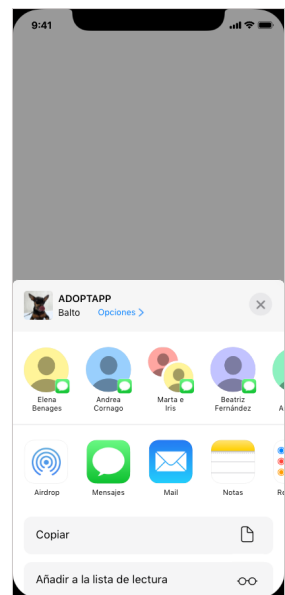 9:41
ADOPTAPP
Balto Opciones
Elena
Benages
Andrea
Cornago
Marta e
Iris
Beatriz
Fernández
A
Airdrop
Mensajes
Mail
Notas
Re
Copiar
Añadir a la lista de lectura